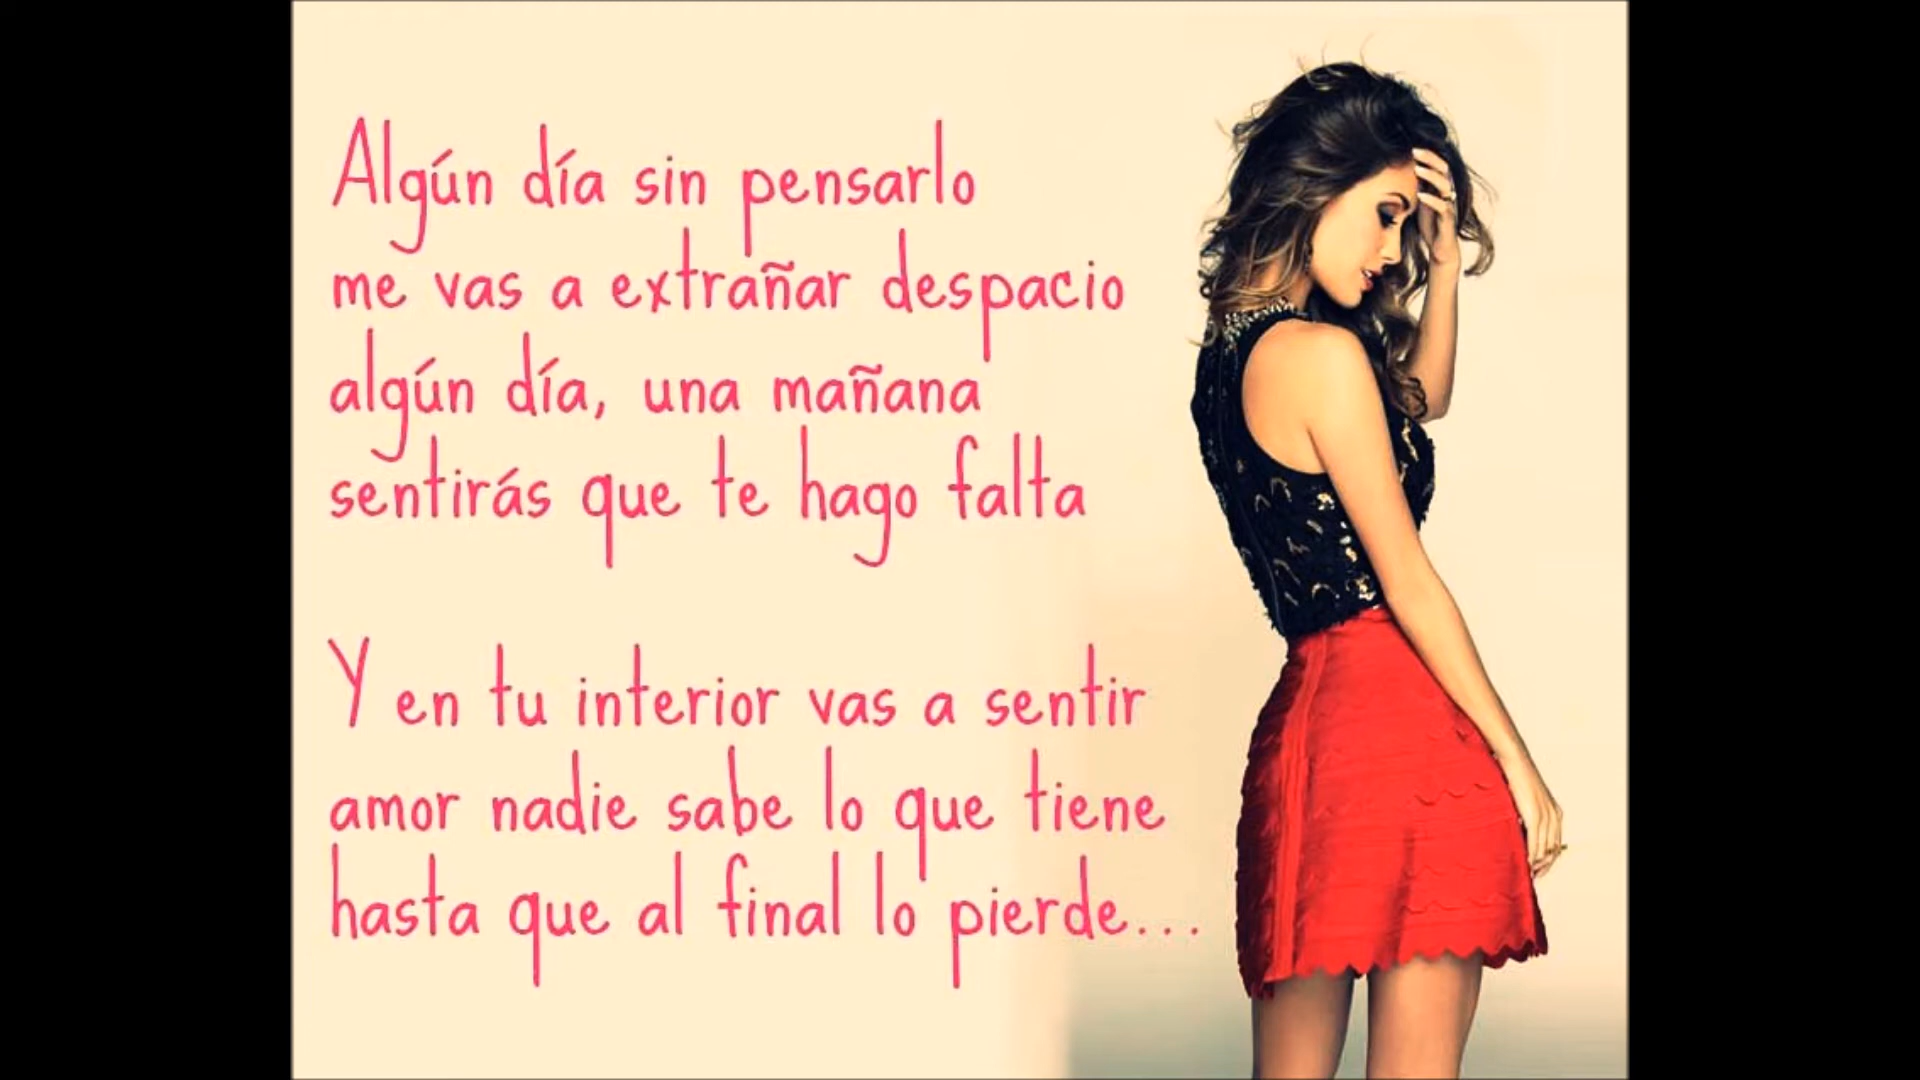 Algún día sin pensarlo
me vas a extrañar despacio
algún día, una mañana
sentirás que te hago falta
Y en tu interior vas a sentir
amor nadie sabe lo que tiene
hasta que al final lo pierde...